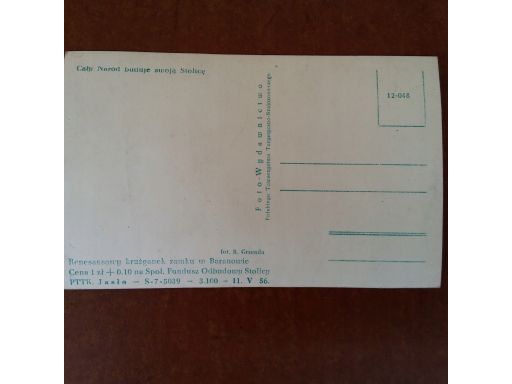 Cały Naród buduje swoją Stolicę
12-048
Foto-Wydawnictwo
Polskiego Towarzystwa Turystyczno-Krajoznawczego
fot. S. Gramda
Renesansowy krużganek zamku w Baranowie
Cena 1 zł + 0.10 na Społ. Fundusz Odbudowy Stolicy
PTTK. Jasło — S-7-5039 — 3.100 — 11. V 56.